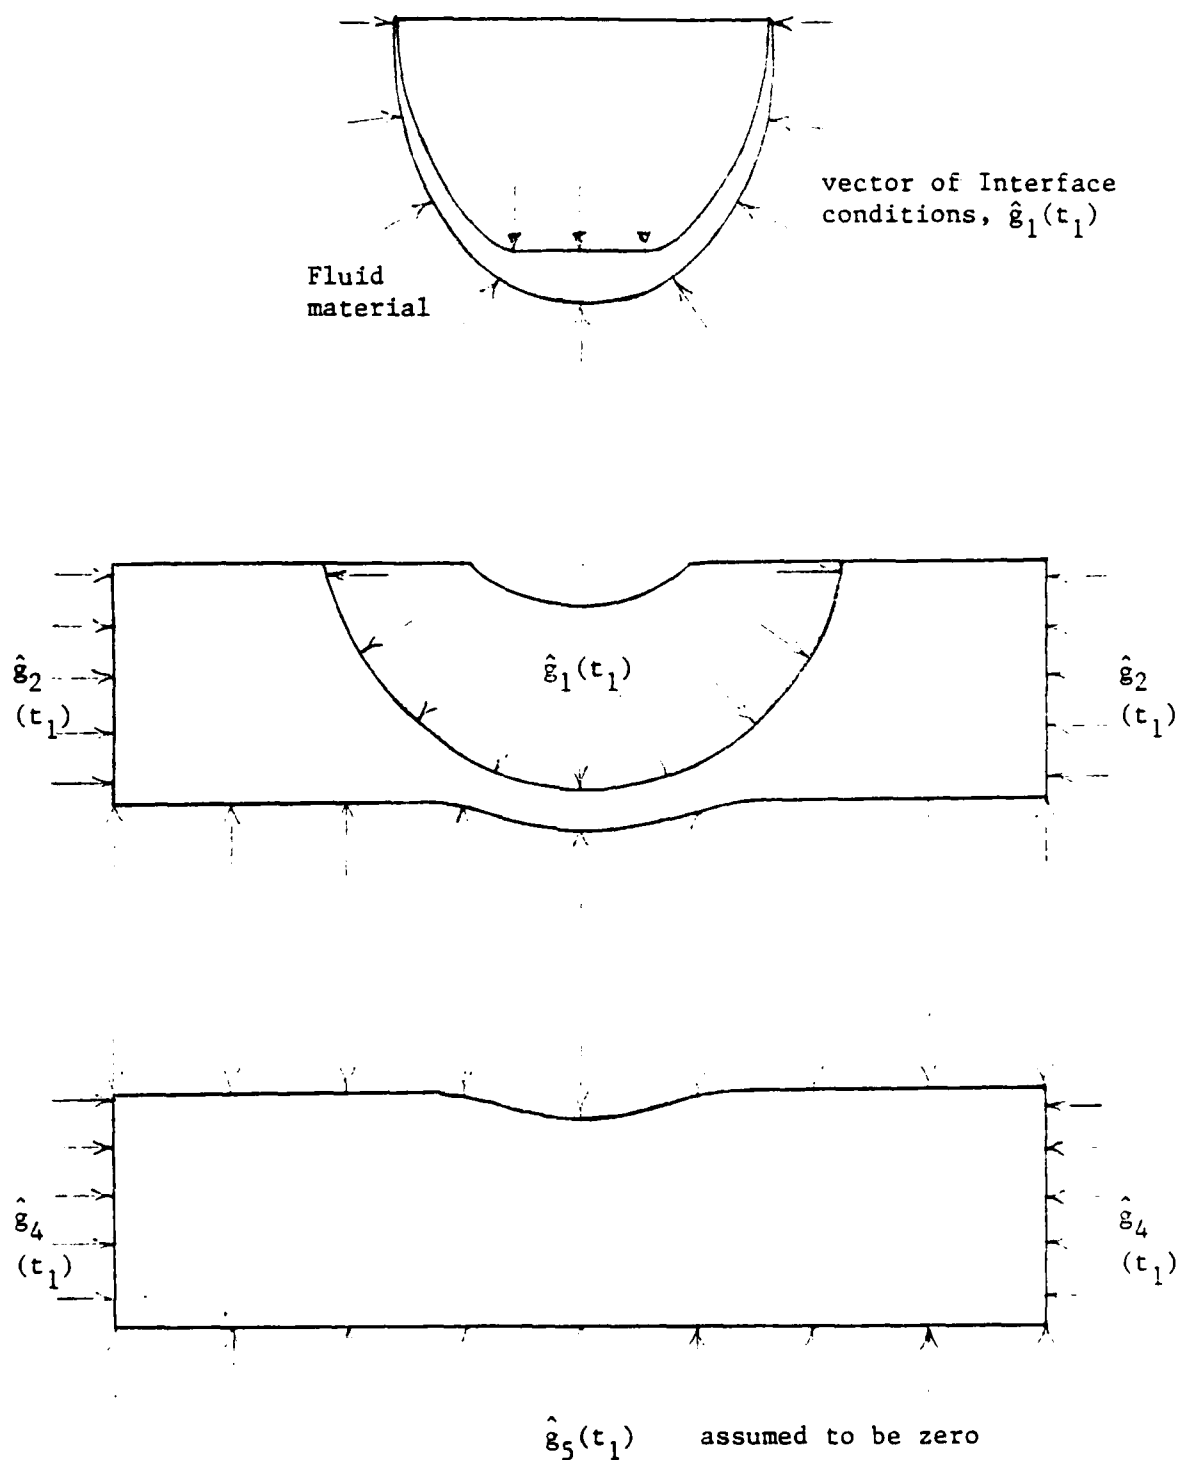 vector of Interface
conditions, ĝ₁(t₁)
Fluid
material
ĝ₁(t₁)
ĝ₂
(t₁)
ĝ₂
(t₁)
ĝ₄
(t₁)
ĝ₄
(t₁)
ĝ₅(t₁) assumed to be zero